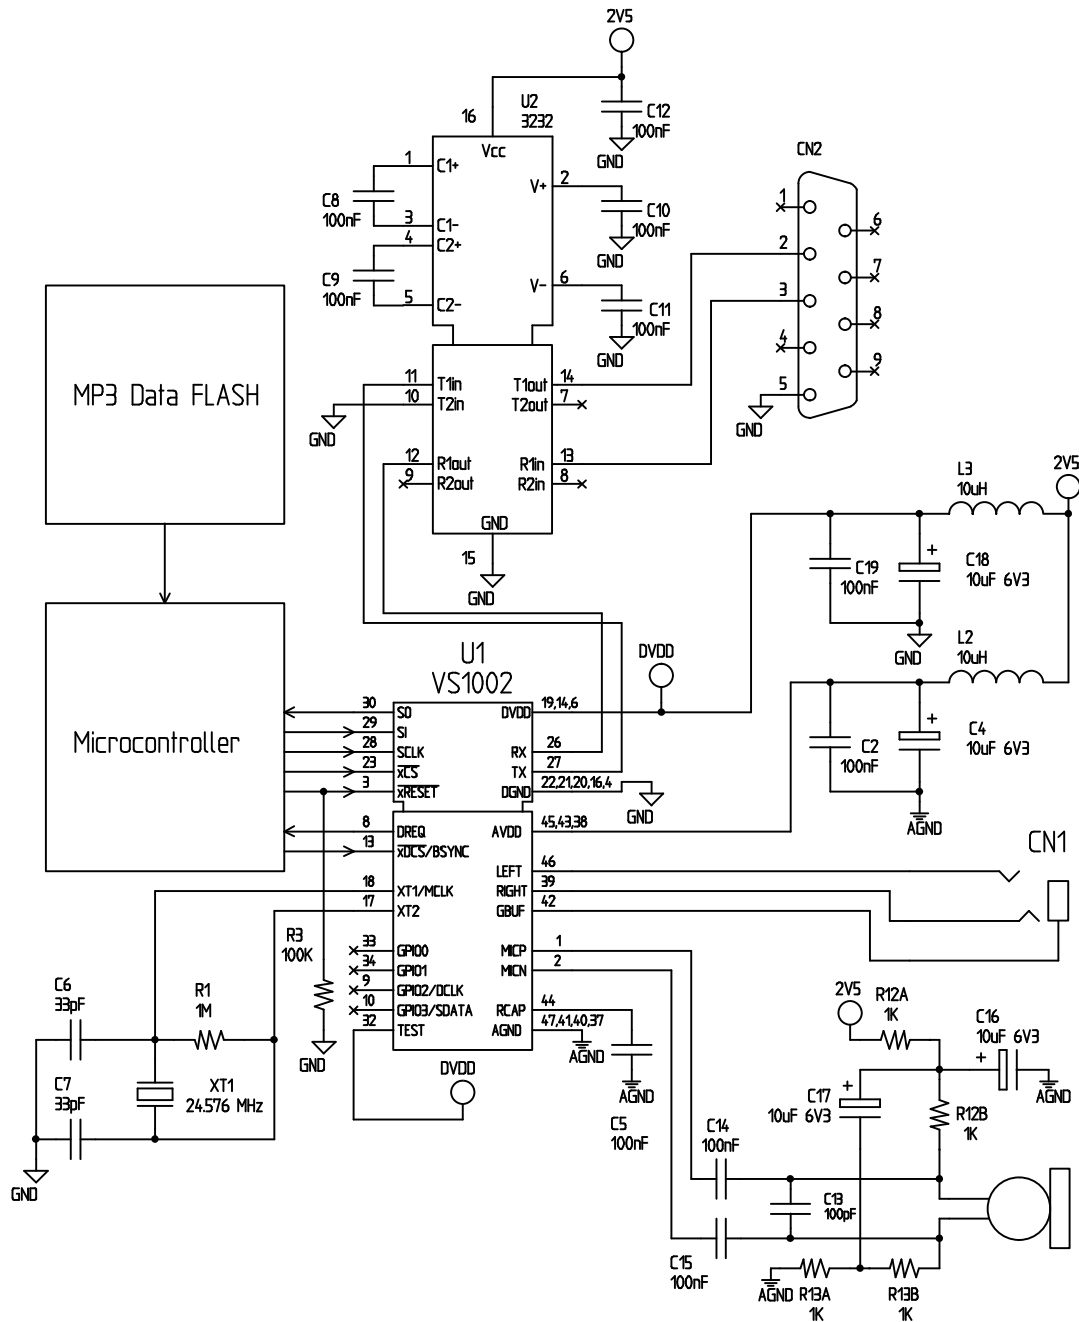 2V5
U2
3232
16
Vcc
C12
100nF
GND
1
C1+
C8
100nF
3
C1-
4
C2+
C9
100nF
5
C2-
V+
2
C10
100nF
GND
V-
6
C11
100nF
GND
CN2
1
2
3
4
5
6
7
8
9
GND
MP3 Data FLASH
11
T1in
10
T2in
GND
12
R1out
9
R2out
T1out
14
T2out
7
R1in
13
R2in
8
GND
15
GND
L3
10uH
2V5
C19
100nF
+
C18
10uF 6V3
GND
L2
10uH
C2
100nF
+
C4
10uF 6V3
AGND
Microcontroller
U1
VS1002
DVDD
30
SO
29
SI
28
SCLK
23
xCS
3
xRESET
8
DREQ
13
xDCS/BSYNC
18
XT1/MCLK
17
XT2
33
GPIO0
34
GPIO1
9
GPIO2/DCLK
10
GPIO3/SDATA
32
TEST
DVDD
19,14,6
RX
26
TX
27
DGND
22,21,20,16,4
GND
AVDD
45,43,38
LEFT
46
RIGHT
39
GBUF
42
MICP
1
MICN
2
RCAP
44
AGND
47,41,40,37
AGND
CN1
R3
100K
GND
C6
33pF
R1
1M
C7
33pF
XT1
24.576 MHz
GND
DVDD
AGND
C5
100nF
2V5
R12A
1K
C16
10uF 6V3
+
AGND
C17
10uF 6V3
+
R12B
1K
C14
100nF
C13
100pF
C15
100nF
AGND
R13A
1K
R13B
1K